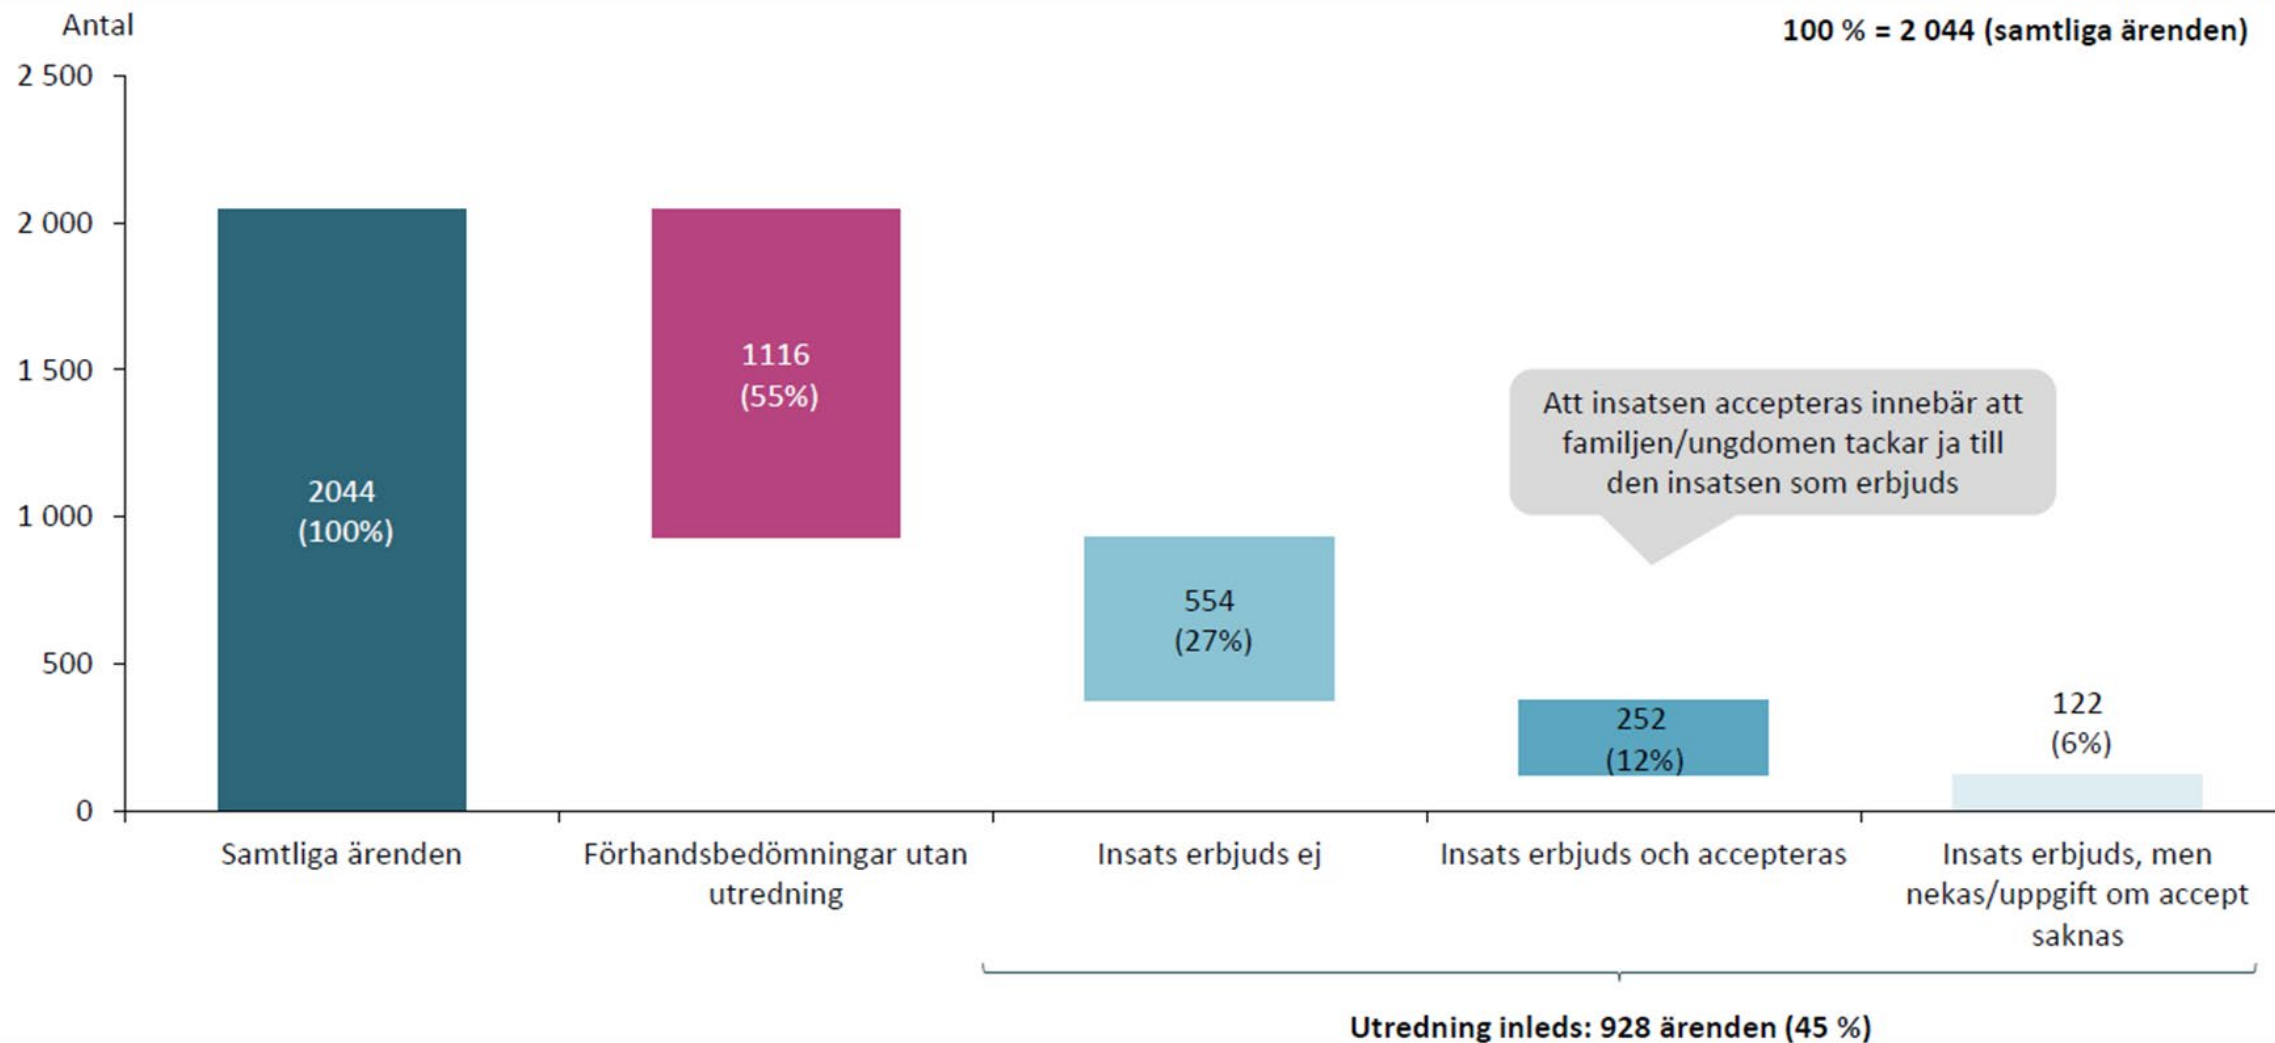 Antal
100 % = 2 044 (samtliga ärenden)
2 500
2 000
1 500
1 000
500
0
2044
(100%)
1116
(55%)
554
(27%)
Att insatsen accepteras innebär att
familjen/ungdomen tackar ja till
den insatsen som erbjuds
252
(12%)
122
(6%)
Samtliga ärenden
Förhandsbedömningar utan
utredning
Insats erbjuds ej
Insats erbjuds och accepteras
Insats erbjuds, men
nekas/uppgift om accept
saknas
Utredning inleds: 928 ärenden (45 %)